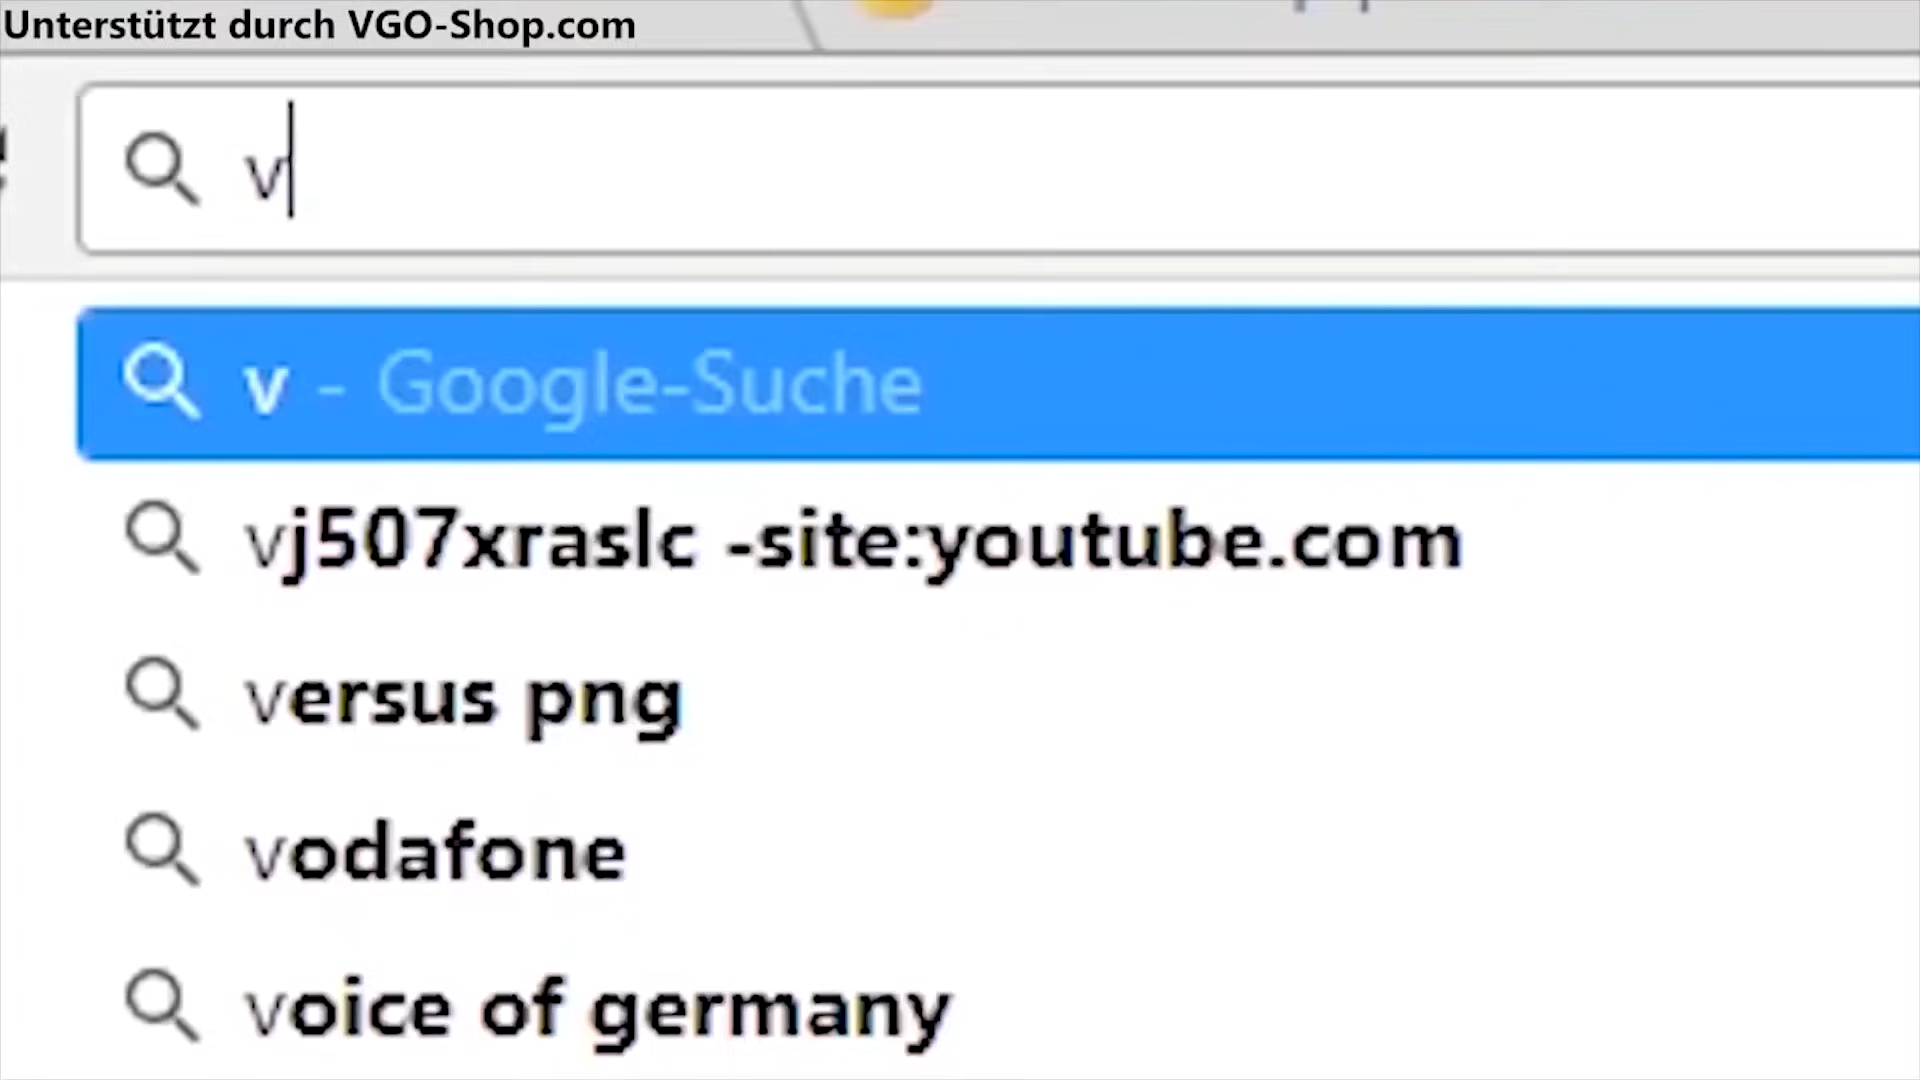 Unterstützt durch VGO-Shop.com
v
v - Google-Suche
vj507xraslc -site:youtube.com
versus png
vodafone
voice of germany